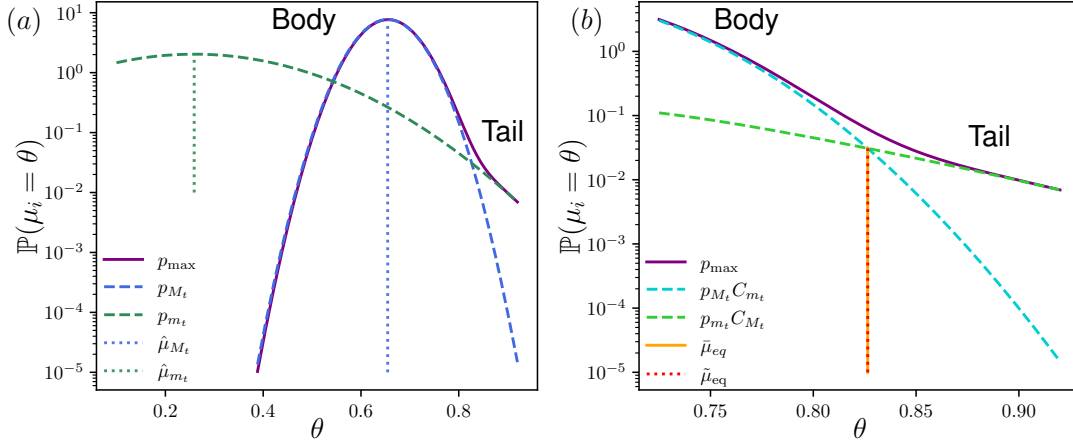 (a)
Body
Tail
ℙ(μ_i = θ)
10^1
10^0
10^−1
10^−2
10^−3
10^−4
10^−5
p_max
p_{M_t}
p_{m_t}
μ̂_{M_t}
μ̂_{m_t}
0.2 0.4 0.6 0.8
θ
(b)
Body
Tail
ℙ(μ_i = θ)
10^0
10^−1
10^−2
10^−3
10^−4
10^−5
p_max
p_{M_t} C_{m_t}
p_{m_t} C_{M_t}
μ̄_{eq}
μ̃_eq
0.75 0.80 0.85 0.90
θ